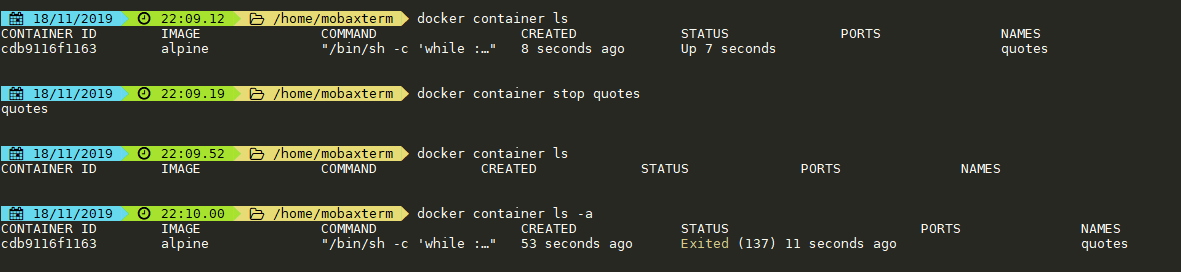 18/11/2019 22:09.12 /home/mobaxterm docker container ls
CONTAINER ID IMAGE COMMAND CREATED STATUS PORTS NAMES
cdb9116f1163 alpine "/bin/sh -c 'while :…" 8 seconds ago Up 7 seconds quotes
18/11/2019 22:09.19 /home/mobaxterm docker container stop quotes
quotes
18/11/2019 22:09.52 /home/mobaxterm docker container ls
CONTAINER ID IMAGE COMMAND CREATED STATUS PORTS NAMES
18/11/2019 22:10.00 /home/mobaxterm docker container ls -a
CONTAINER ID IMAGE COMMAND CREATED STATUS PORTS NAMES
cdb9116f1163 alpine "/bin/sh -c 'while :…" 53 seconds ago Exited (137) 11 seconds ago quotes